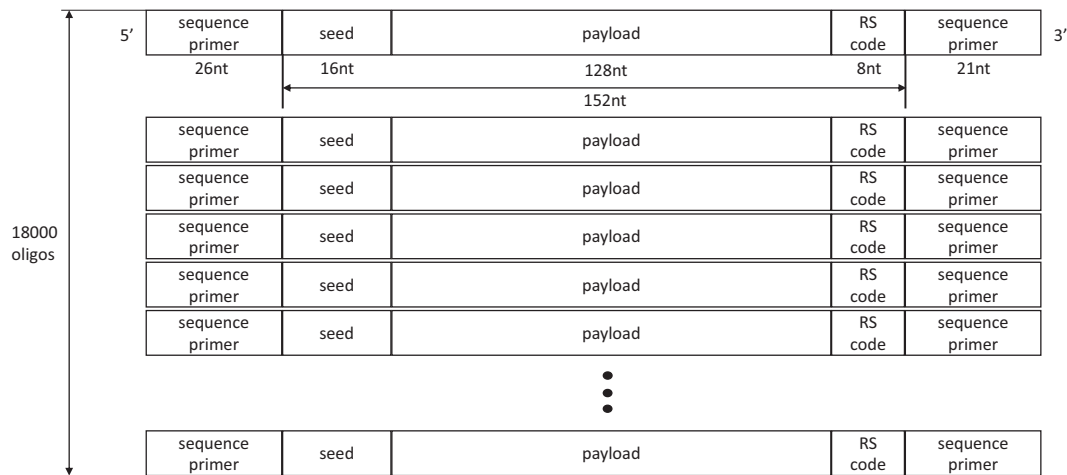 5’ sequence primer seed payload RS code sequence primer 3’
26nt 16nt 128nt 8nt 21nt
152nt
sequence primer seed payload RS code sequence primer
sequence primer seed payload RS code sequence primer
18000 oligos
sequence primer seed payload RS code sequence primer
sequence primer seed payload RS code sequence primer
sequence primer seed payload RS code sequence primer
sequence primer seed payload RS code sequence primer